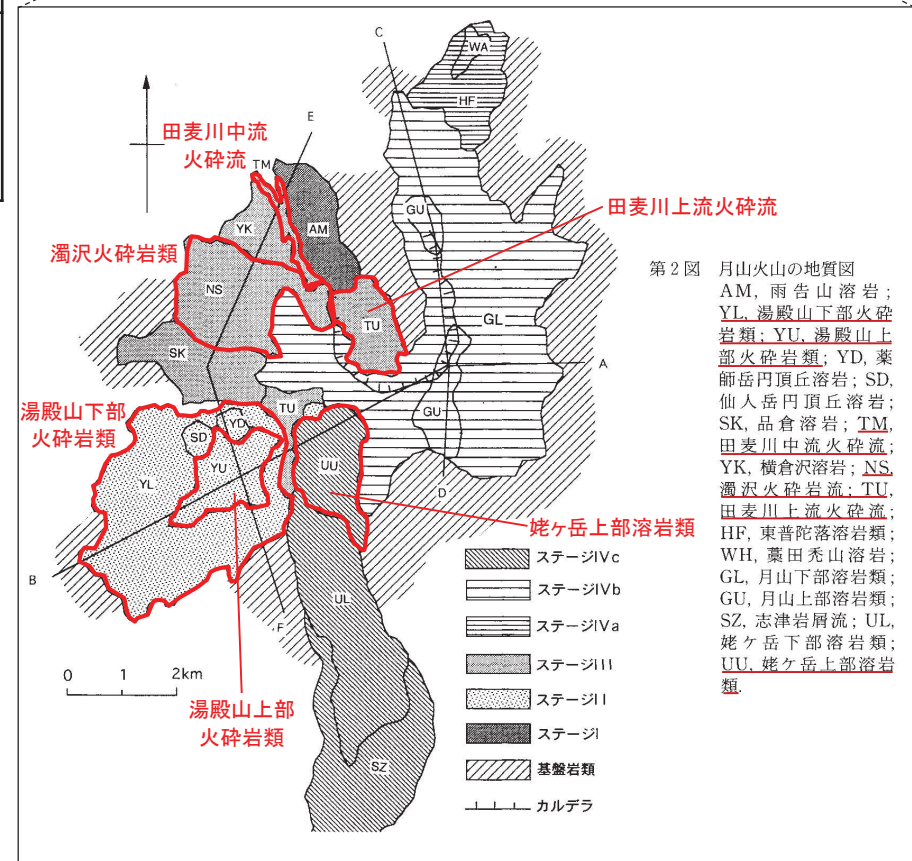 C
WA
HF
E
田麦川中流
火砕流
TM
GU
田麦川上流火砕流
YK
AM
濁沢火砕岩類
NS
TU
GL
SK
A
TU
湯殿山下部
火砕岩類
YD
SD
GU
UU
YL
YU
D
姥ヶ岳上部溶岩類
B
UL
F
0 1 2km
湯殿山上部
火砕岩類
SZ
ステージIVc
ステージIVb
ステージIVa
ステージIII
ステージII
ステージI
基盤岩類
カルデラ
第2図 月山火山の地質図
AM, 雨告山溶岩;
YL, 湯殿山下部火砕
岩類; YU, 湯殿山上
部火砕岩類; YD, 薬
師岳円頂丘溶岩; SD,
仙人岳円頂丘溶岩;
SK, 品倉溶岩; TM,
田麦川中流火砕流;
YK, 横倉沢溶岩; NS,
濁沢火砕岩流; TU,
田麦川上流火砕流;
HF, 東普陀落溶岩類;
WH, 藁田禿山溶岩;
GL, 月山下部溶岩類;
GU, 月山上部溶岩類;
SZ, 志津岩屑流; UL,
姥ケ岳下部溶岩類;
UU, 姥ケ岳上部溶岩
類.